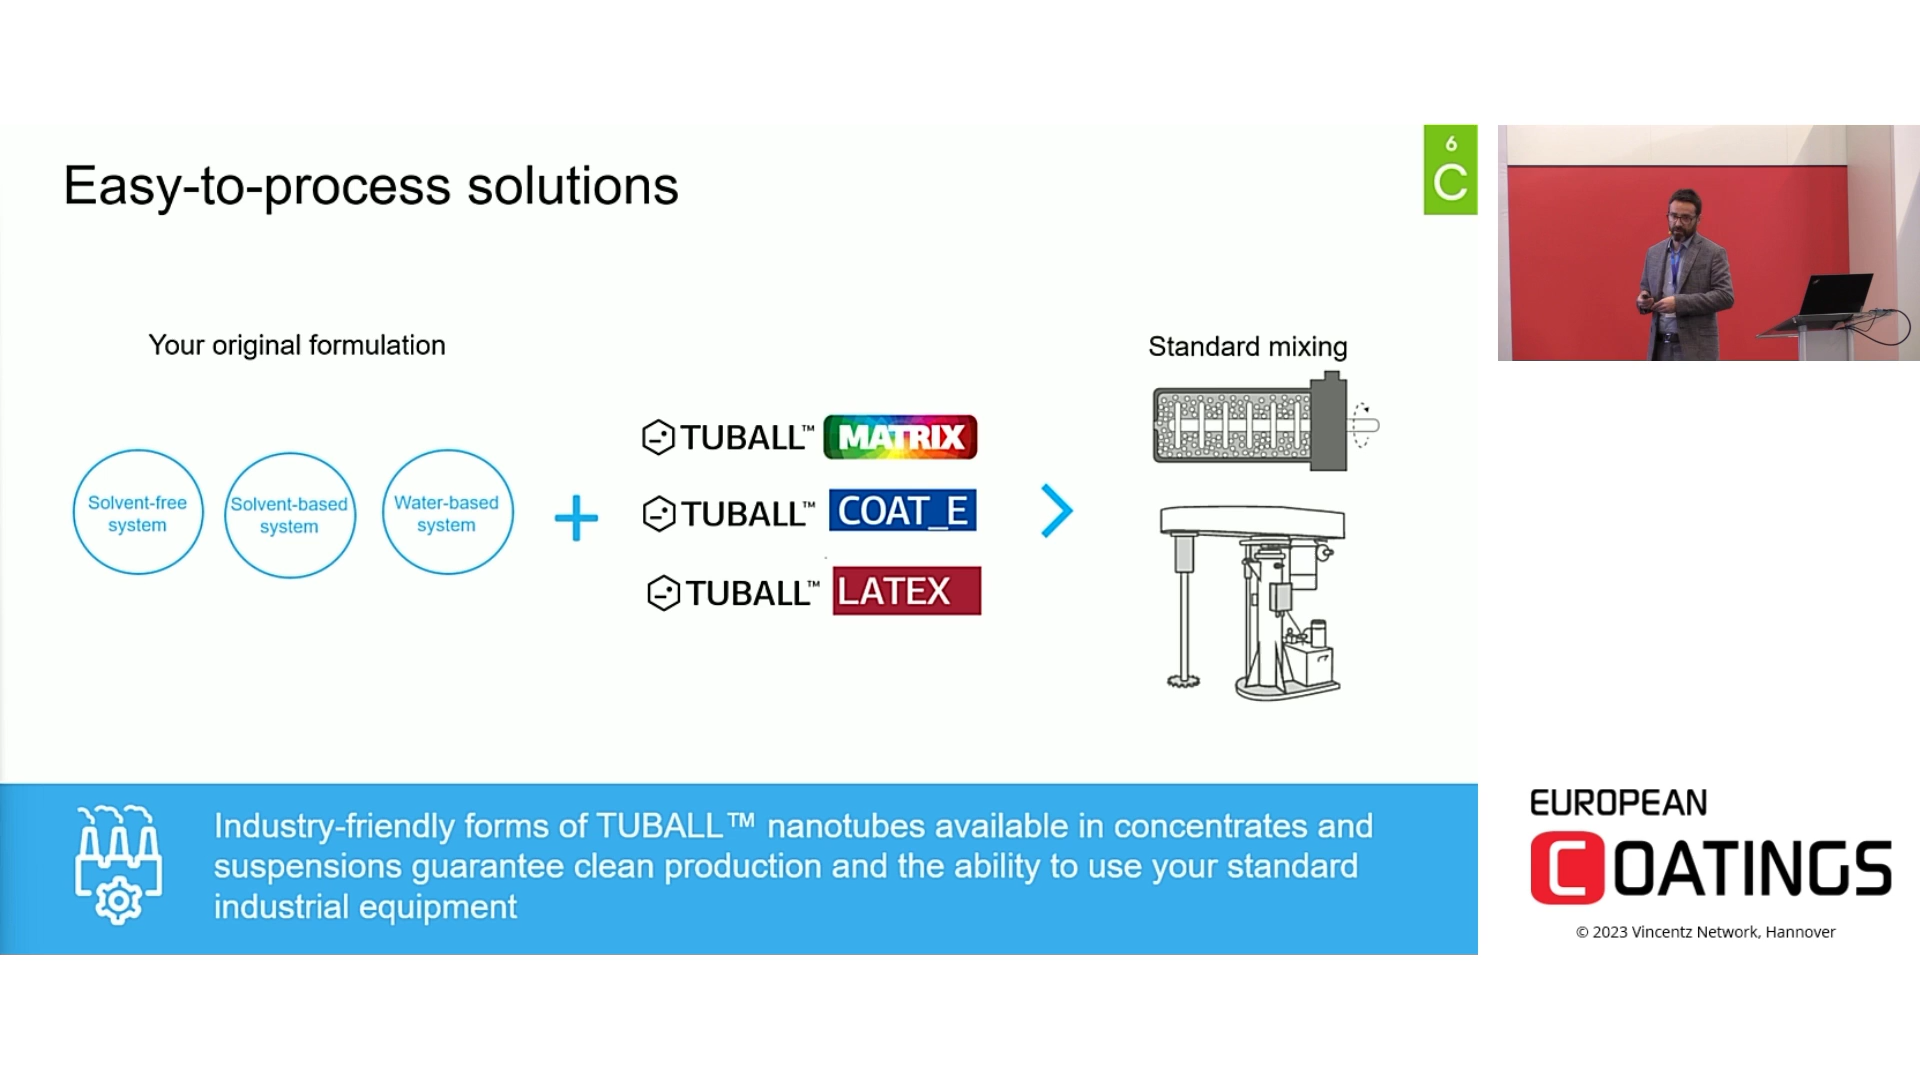 Easy-to-process solutions
6
C
Your original formulation
Standard mixing
Solvent-free
system
Solvent-based
system
Water-based
system
+
TUBALL™ MATRIX
TUBALL™ COAT_E
TUBALL™ LATEX
Industry-friendly forms of TUBALL™ nanotubes available in concentrates and
suspensions guarantee clean production and the ability to use your standard
industrial equipment
EUROPEAN
COATINGS
© 2023 Vincentz Network, Hannover